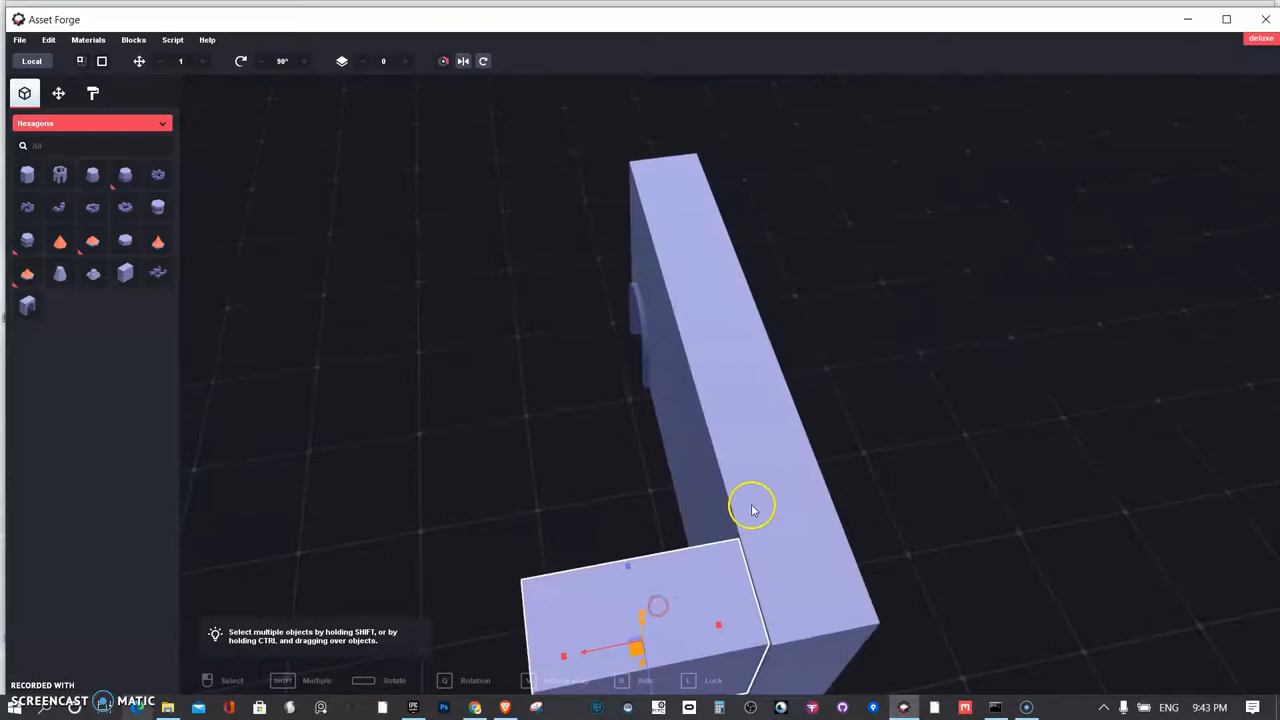 Asset Forge
File Edit Materials Blocks Script Help
deluxe
Local 1 90° 0
Hexagons
All
Select multiple objects by holding SHIFT, or by
holding CTRL and dragging over objects.
Select SHIFT Multiple Rotate Q Rotation Lock
RECORDED WITH
SCREENCAST MATIC
ENG 9:43 PM